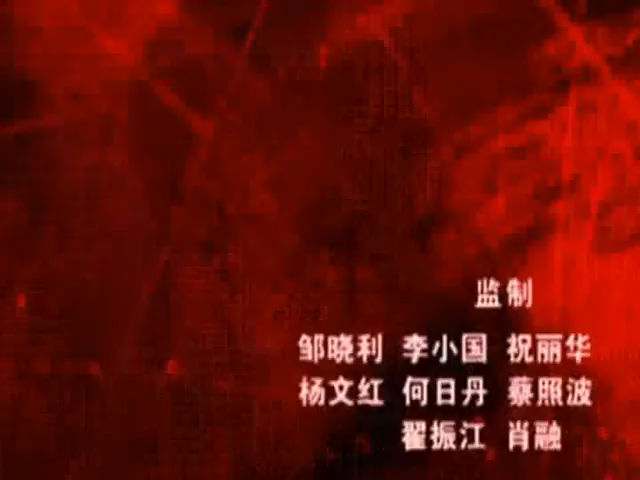 监制
邹晓利 李小国 祝丽华
杨文红 何日丹 蔡照波
翟振江 肖融